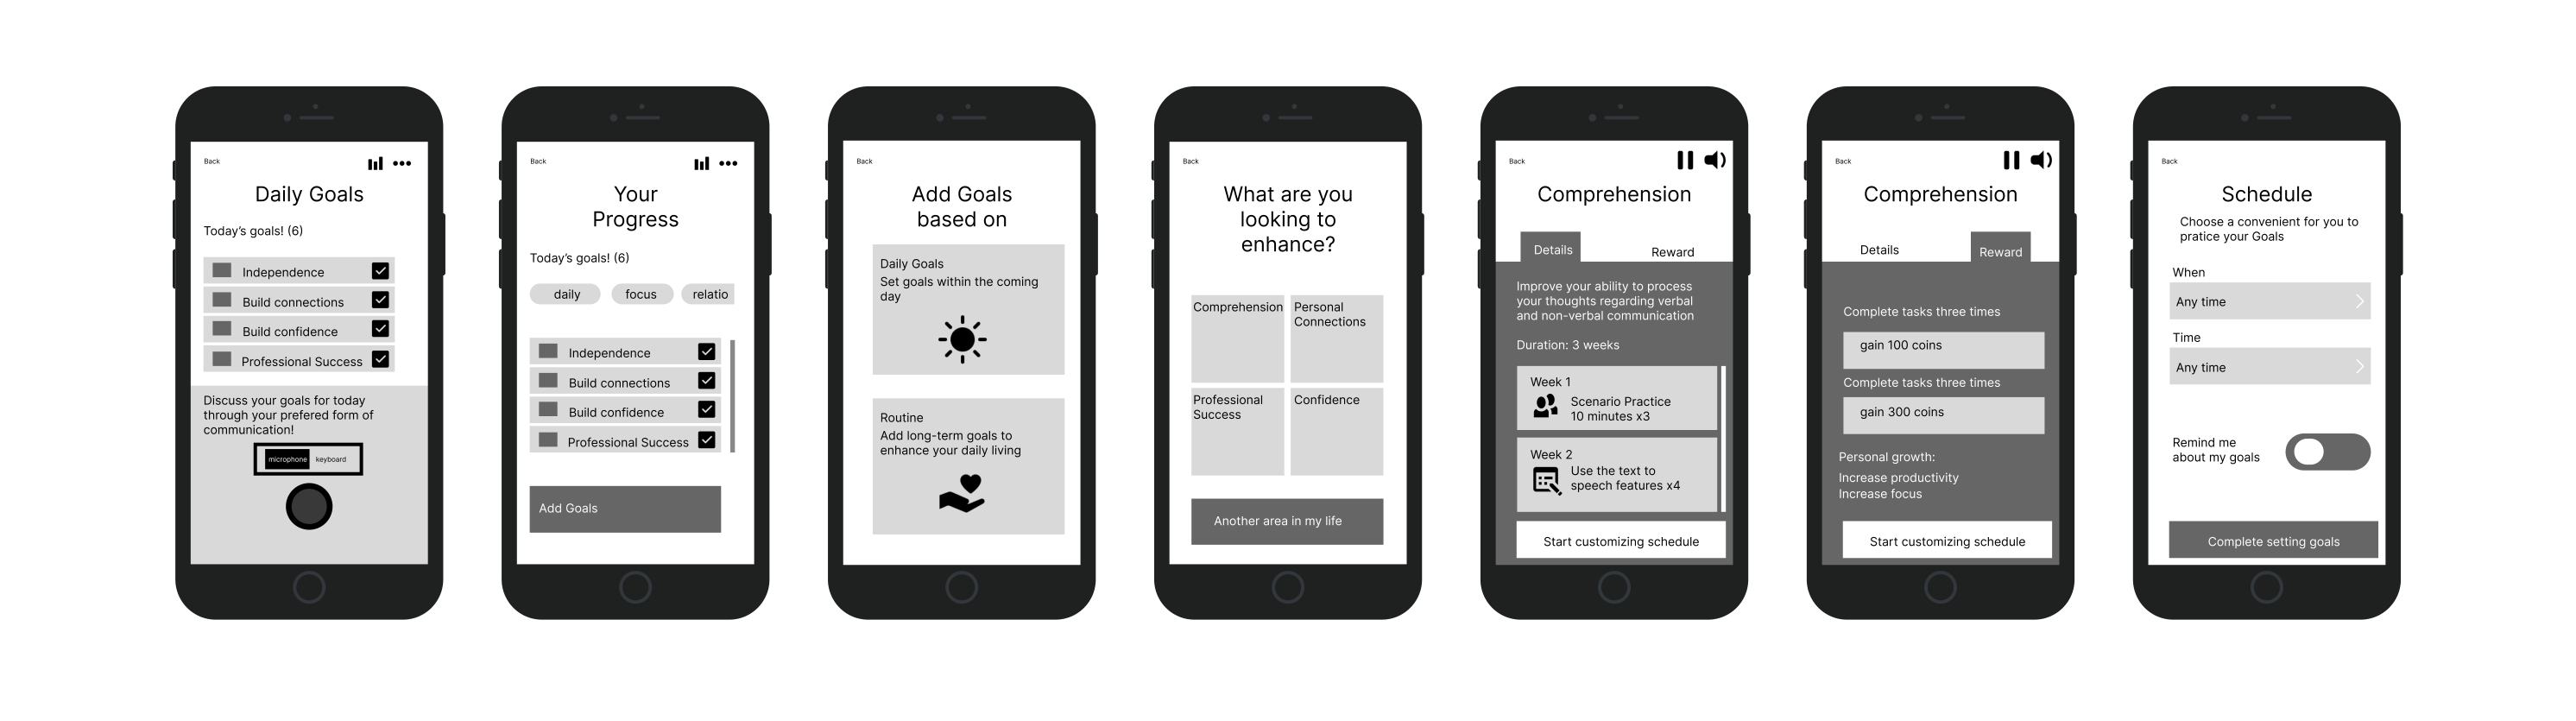 Back
Daily Goals
Today's goals! (6)
Independence
Build connections
Build confidence
Professional Success
Discuss your goals for today
through your prefered form of
communication!
microphone keyboard
Back
Your
Progress
Today's goals! (6)
daily focus relatio
Independence
Build connections
Build confidence
Professional Success
Add Goals
Back
Add Goals
based on
Daily Goals
Set goals within the coming
day
Routine
Add long-term goals to
enhance your daily living
Back
What are you
looking to
enhance?
Comprehension
Personal
Connections
Professional
Success
Confidence
Another area in my life
Back
Comprehension
Details Reward
Improve your ability to process
your thoughts regarding verbal
and non-verbal communication
Duration: 3 weeks
Week 1
Scenario Practice
10 minutes x3
Week 2
Use the text to
speech features x4
Start customizing schedule
Back
Comprehension
Details Reward
Complete tasks three times
gain 100 coins
Complete tasks three times
gain 300 coins
Personal growth:
Increase productivity
Increase focus
Start customizing schedule
Back
Schedule
Choose a convenient for you to
pratice your Goals
When
Any time
Time
Any time
Remind me
about my goals
Complete setting goals